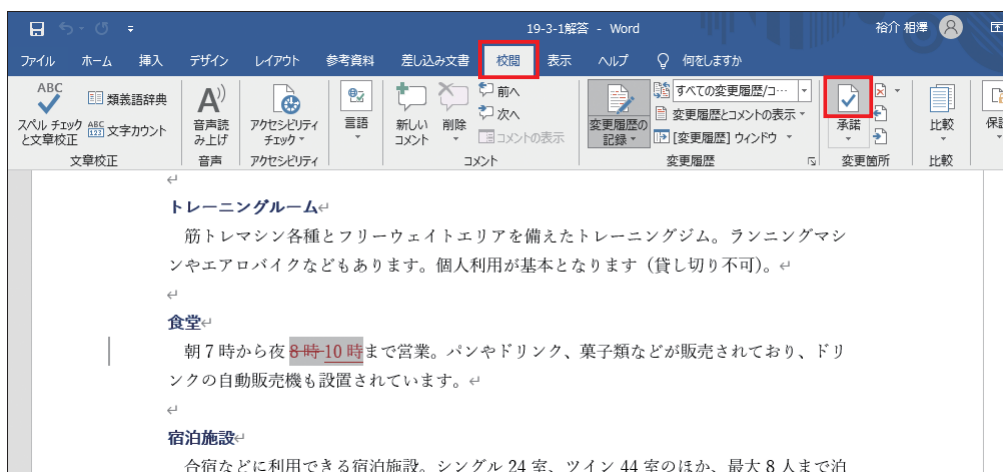 19-3-1解答 - Word
裕介 相澤
ファイル ホーム 挿入 デザイン レイアウト 参考資料 差し込み文書 校閲 表示 ヘルプ 何をしますか
ABC
スペル チェック
と文章校正
類義語辞典
ABC
123 文字カウント
文章校正
A
音声読
み上げ
音声
アクセシビリティ
チェック
アクセシビリティ
言語
新しい
コメント
削除
前へ
次へ
コメントの表示
コメント
変更履歴の
記録
すべての変更履歴/コ…
変更履歴とコメントの表示
[変更履歴] ウィンドウ
変更履歴
承諾
変更箇所
比較
比較
トレーニングルーム
筋トレマシン各種とフリーウェイトエリアを備えたトレーニングジム。ランニングマシ
ンやエアロバイクなどもあります。個人利用が基本となります（貸し切り不可）。
食堂
朝７時から夜 8 時 10 時まで営業。パンやドリンク、菓子類などが販売されており、ドリ
ンクの自動販売機も設置されています。
宿泊施設
合宿などに利用できる宿泊施設。シングル 24 室、ツイン 44 室のほか、最大 8 人まで泊